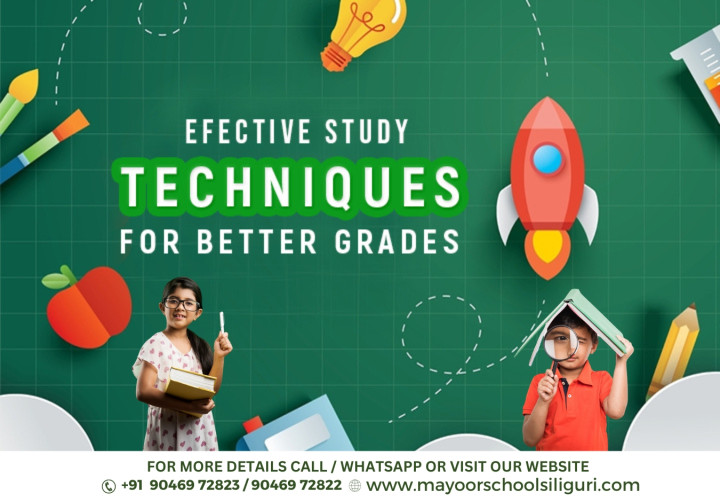 EFECTIVE STUDY
TECHNIQUES
FOR BETTER GRADES
FOR MORE DETAILS CALL / WHATSAPP OR VISIT OUR WEBSITE
+91 90469 72823 / 90469 72822 www.mayoorschoolsiliguri.com